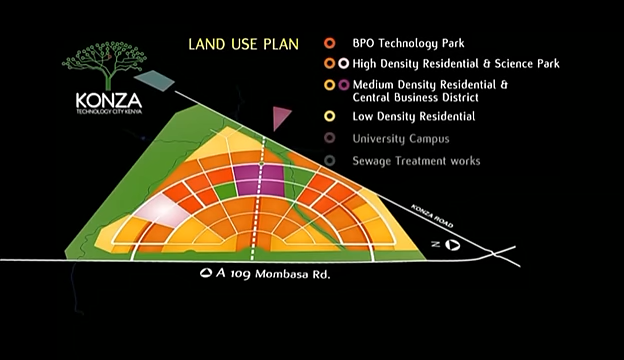 LAND USE PLAN
KONZA
TECHNOLOGY CITY KENYA
BPO Technology Park
High Density Residential & Science Park
Medium Density Residential &
Central Business District
Low Density Residential
University Campus
Sewage Treatment works
KONZA ROAD
N
A 109 Mombasa Rd.